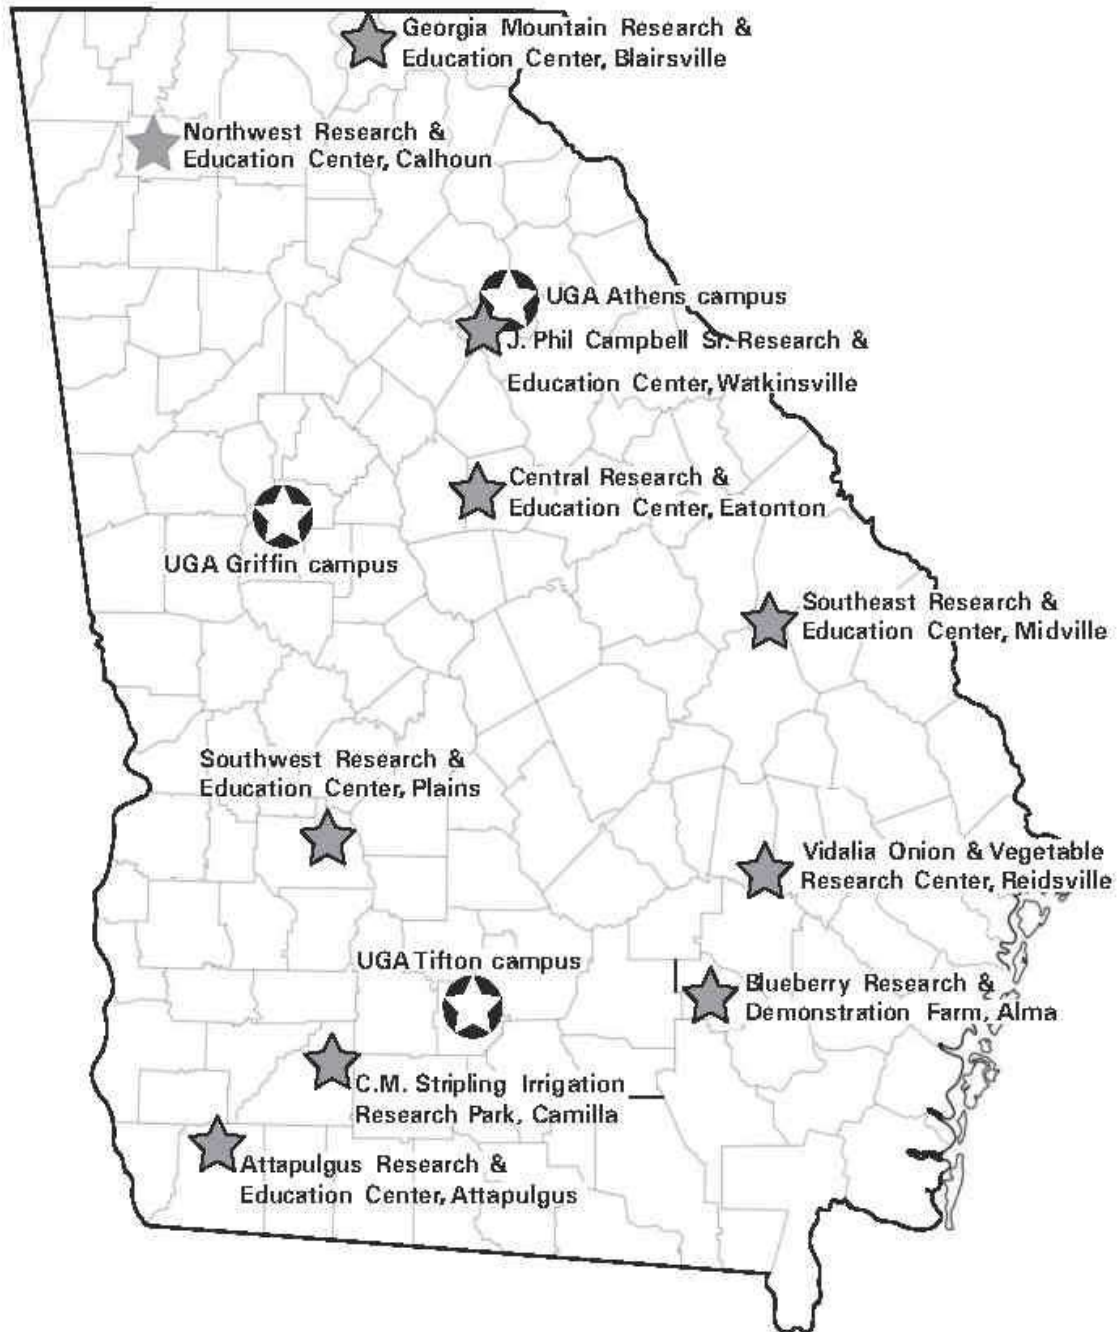 Georgia Mountain Research &
Education Center, Blairsville
Northwest Research &
Education Center, Calhoun
UGA Athens campus
J. Phil Campbell Sr. Research &
Education Center, Watkinsville
Central Research &
Education Center, Eatonton
UGA Griffin campus
Southeast Research &
Education Center, Midville
Southwest Research &
Education Center, Plains
Vidalia Onion & Vegetable
Research Center, Reidsville
UGA Tifton campus
Blueberry Research &
Demonstration Farm, Alma
C.M. Stripling Irrigation
Research Park, Camilla
Attapulgus Research &
Education Center, Attapulgus